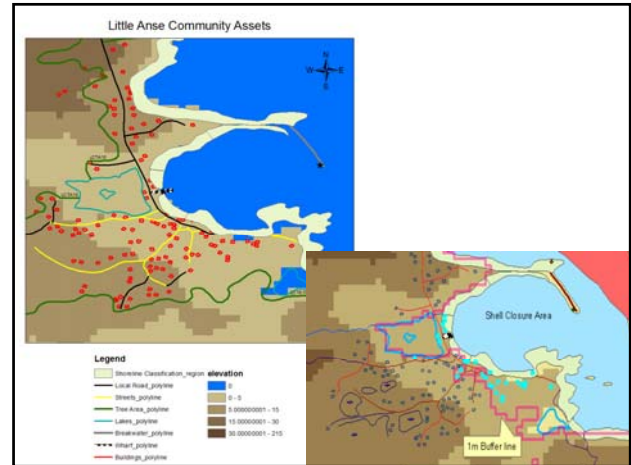 Little Anse Community Assets
N
W E
S
Legend
Shoreline Classification_region
Local Road_polyline
Streets_polyline
Tree Area_polyline
Lakes_polyline
Breakwater_polyline
Wharf_polyline
Buildings_polyline
elevation
0
0 - 5
5.000000001 - 15
15.00000001 - 30
30.00000001 - 210
Shell Closure Area
1m Buffer line